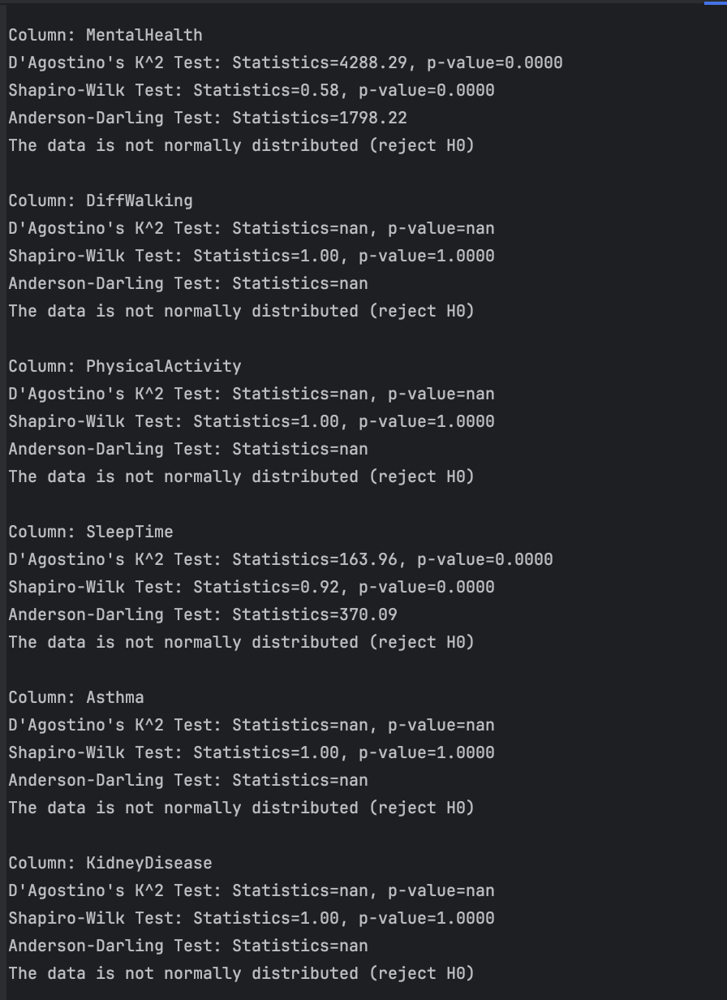 Column: MentalHealth
D'Agostino's K^2 Test: Statistics=4288.29, p-value=0.0000
Shapiro-Wilk Test: Statistics=0.58, p-value=0.0000
Anderson-Darling Test: Statistics=1798.22
The data is not normally distributed (reject H0)
Column: DiffWalking
D'Agostino's K^2 Test: Statistics=nan, p-value=nan
Shapiro-Wilk Test: Statistics=1.00, p-value=1.0000
Anderson-Darling Test: Statistics=nan
The data is not normally distributed (reject H0)
Column: PhysicalActivity
D'Agostino's K^2 Test: Statistics=nan, p-value=nan
Shapiro-Wilk Test: Statistics=1.00, p-value=1.0000
Anderson-Darling Test: Statistics=nan
The data is not normally distributed (reject H0)
Column: SleepTime
D'Agostino's K^2 Test: Statistics=163.96, p-value=0.0000
Shapiro-Wilk Test: Statistics=0.92, p-value=0.0000
Anderson-Darling Test: Statistics=370.09
The data is not normally distributed (reject H0)
Column: Asthma
D'Agostino's K^2 Test: Statistics=nan, p-value=nan
Shapiro-Wilk Test: Statistics=1.00, p-value=1.0000
Anderson-Darling Test: Statistics=nan
The data is not normally distributed (reject H0)
Column: KidneyDisease
D'Agostino's K^2 Test: Statistics=nan, p-value=nan
Shapiro-Wilk Test: Statistics=1.00, p-value=1.0000
Anderson-Darling Test: Statistics=nan
The data is not normally distributed (reject H0)